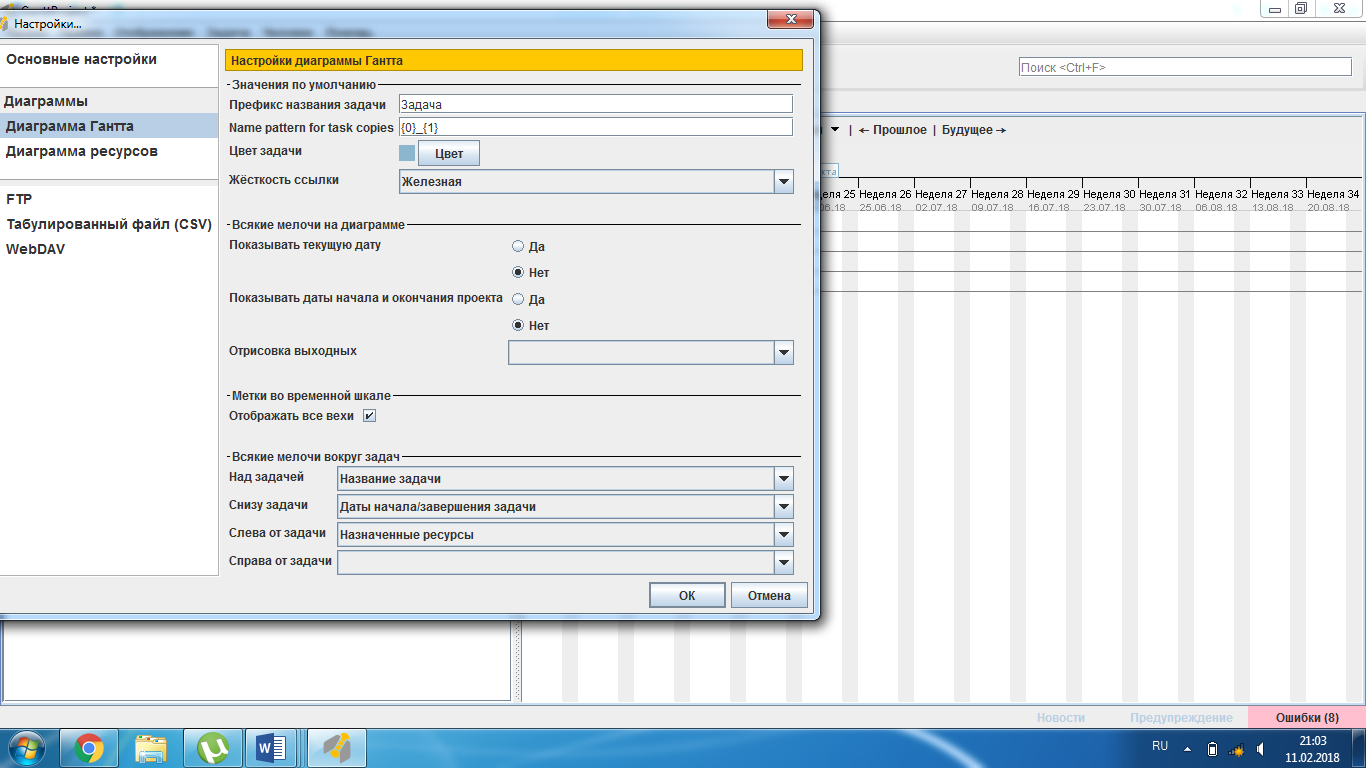 Настройки...
Основные настройки
Диаграммы
Диаграмма Гантта
Диаграмма ресурсов
FTP
Табулированный файл (CSV)
WebDAV
Настройки диаграммы Гантта
Значения по умолчанию
Префикс названия задачи Задача
Name pattern for task copies {0}_{1}
Цвет задачи Цвет
Жёсткость ссылки Железная
Всякие мелочи на диаграмме
Показывать текущую дату Да
Нет
Показывать даты начала и окончания проекта Да
Нет
Отрисовка выходных
Метки во временной шкале
Отображать все вехи
Всякие мелочи вокруг задач
Над задачей Название задачи
Снизу задачи Даты начала/завершения задачи
Слева от задачи Назначенные ресурсы
Справа от задачи
ОК Отмена
Поиск <Ctrl+F>
| ← Прошлое | Будущее →
25 Неделя 26 Неделя 27 Неделя 28 Неделя 29 Неделя 30 Неделя 31 Неделя 32 Неделя 33 Неделя 34
25.06.18 02.07.18 09.07.18 16.07.18 23.07.18 30.07.18 06.08.18 13.08.18 20.08.18
Новости Предупреждение Ошибки (8)
RU 21:03
11.02.2018